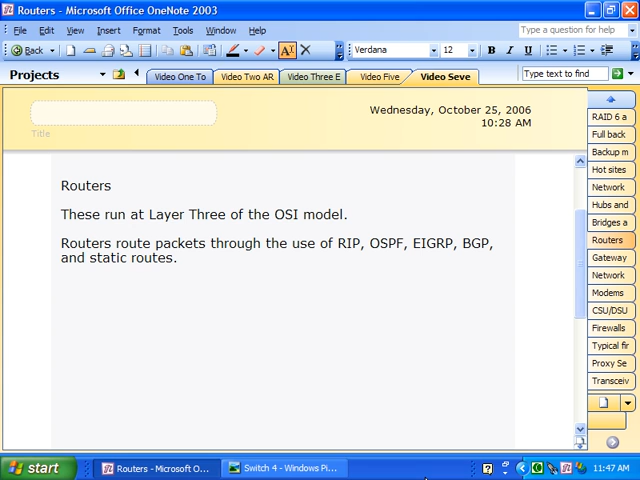 Routers - Microsoft Office OneNote 2003
File Edit View Insert Format Tools Window Help Type a question for help
Back Verdana 12 B I U
Projects Video One To Video Two AR Video Three E Video Five Video Seve Type text to find
Wednesday, October 25, 2006
10:28 AM
Title
Routers
These run at Layer Three of the OSI model.
Routers route packets through the use of RIP, OSPF, EIGRP, BGP,
and static routes.
RAID 6 a
Full back
Backup m
Hot sites
Network
Hubs and
Bridges a
Routers
Gateway
Network
Modems
CSU/DSU
Firewalls
Typical fir
Proxy Se
Transceiv
start Routers - Microsoft O... Switch 4 - Windows Pi... 11:47 AM